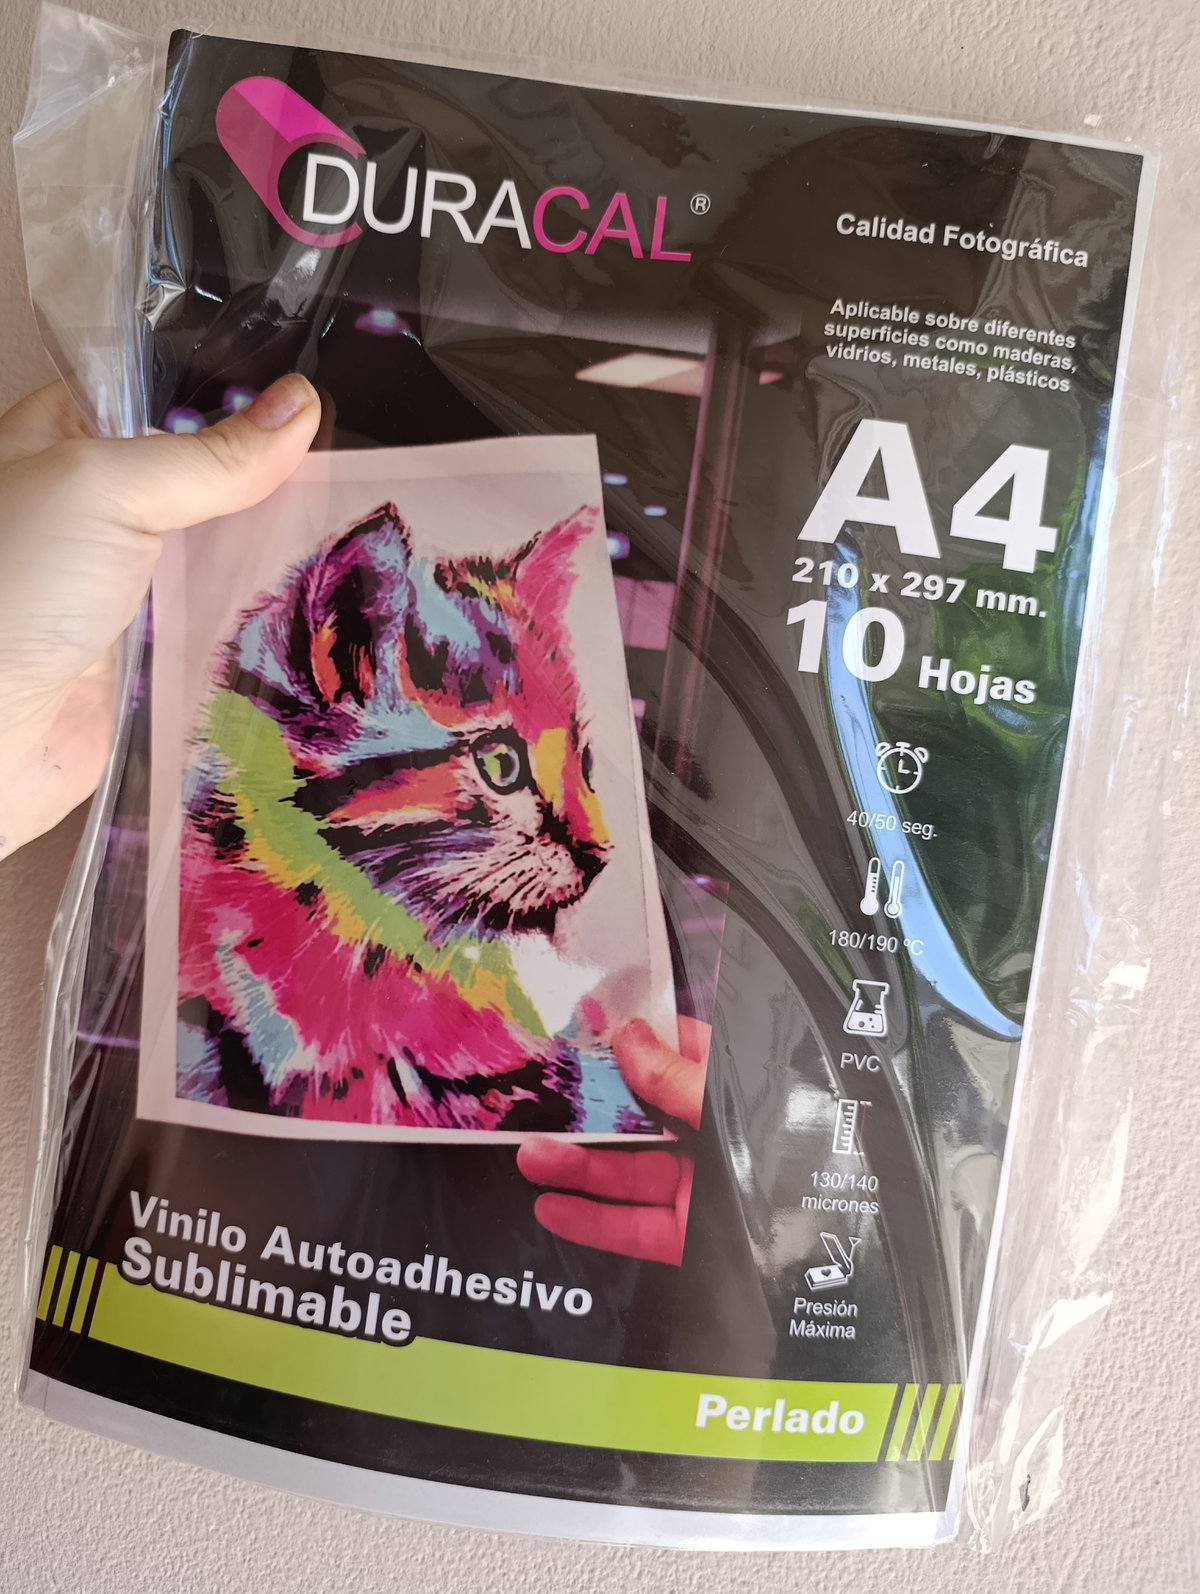 DURACAL®
Calidad Fotográfica
Aplicable sobre diferentes
superficies como maderas,
vidrios, metales, plásticos
A4
210 x 297 mm.
10 Hojas
40/50 seg.
180/190 ºC
PVC
130/140
micrones
Presión
Máxima
Vinilo Autoadhesivo
Sublimable
Perlado